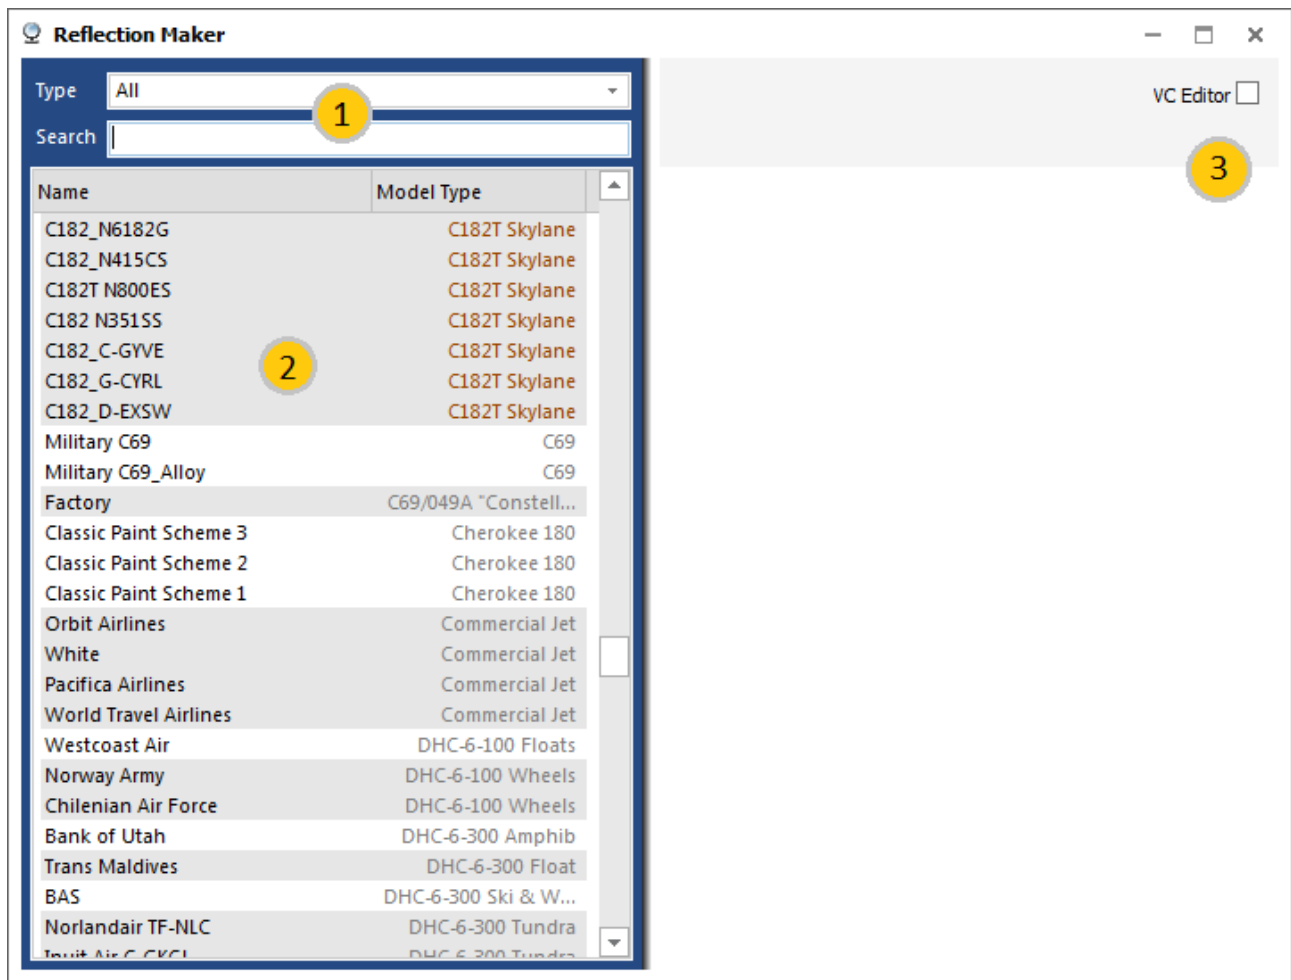 Reflection Maker
Type All
1
VC Editor
Search
3
Name Model Type
C182_N6182G C182T Skylane
C182_N415CS C182T Skylane
C182T N800ES C182T Skylane
C182 N351SS C182T Skylane
C182_C-GYVE C182T Skylane
2
C182_G-CYRL C182T Skylane
C182_D-EXSW C182T Skylane
Military C69 C69
Military C69_Alloy C69
Factory C69/049A "Constell...
Classic Paint Scheme 3 Cherokee 180
Classic Paint Scheme 2 Cherokee 180
Classic Paint Scheme 1 Cherokee 180
Orbit Airlines Commercial Jet
White Commercial Jet
Pacifica Airlines Commercial Jet
World Travel Airlines Commercial Jet
Westcoast Air DHC-6-100 Floats
Norway Army DHC-6-100 Wheels
Chilenian Air Force DHC-6-100 Wheels
Bank of Utah DHC-6-300 Amphib
Trans Maldives DHC-6-300 Float
BAS DHC-6-300 Ski & W...
Norlandair TF-NLC DHC-6-300 Tundra
Inuit Air DHC-6-300 Tundra